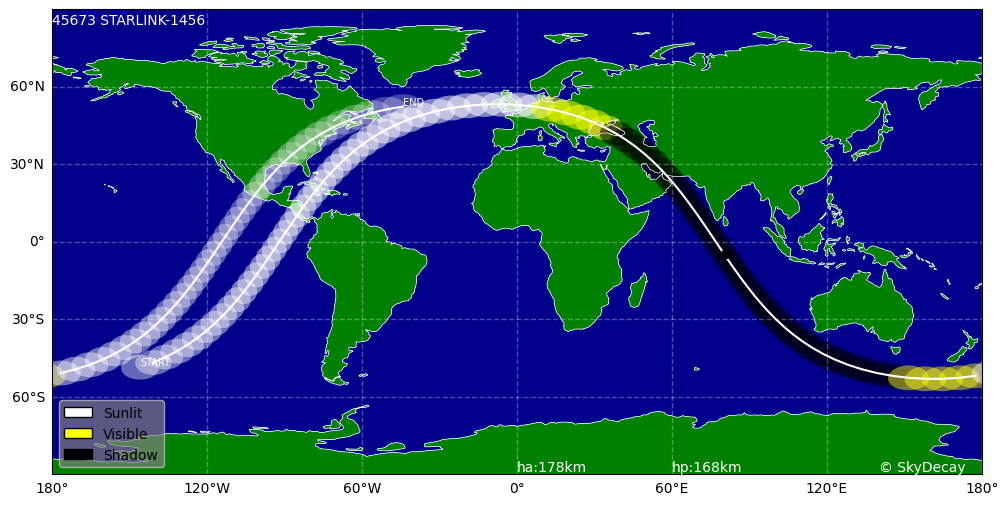 45673 STARLINK-1456
END
START
60°N
30°N
0°
30°S
60°S
Sunlit
Visible
Shadow
ha:178km hp:168km © SkyDecay
180° 120°W 60°W 0° 60°E 120°E 180°